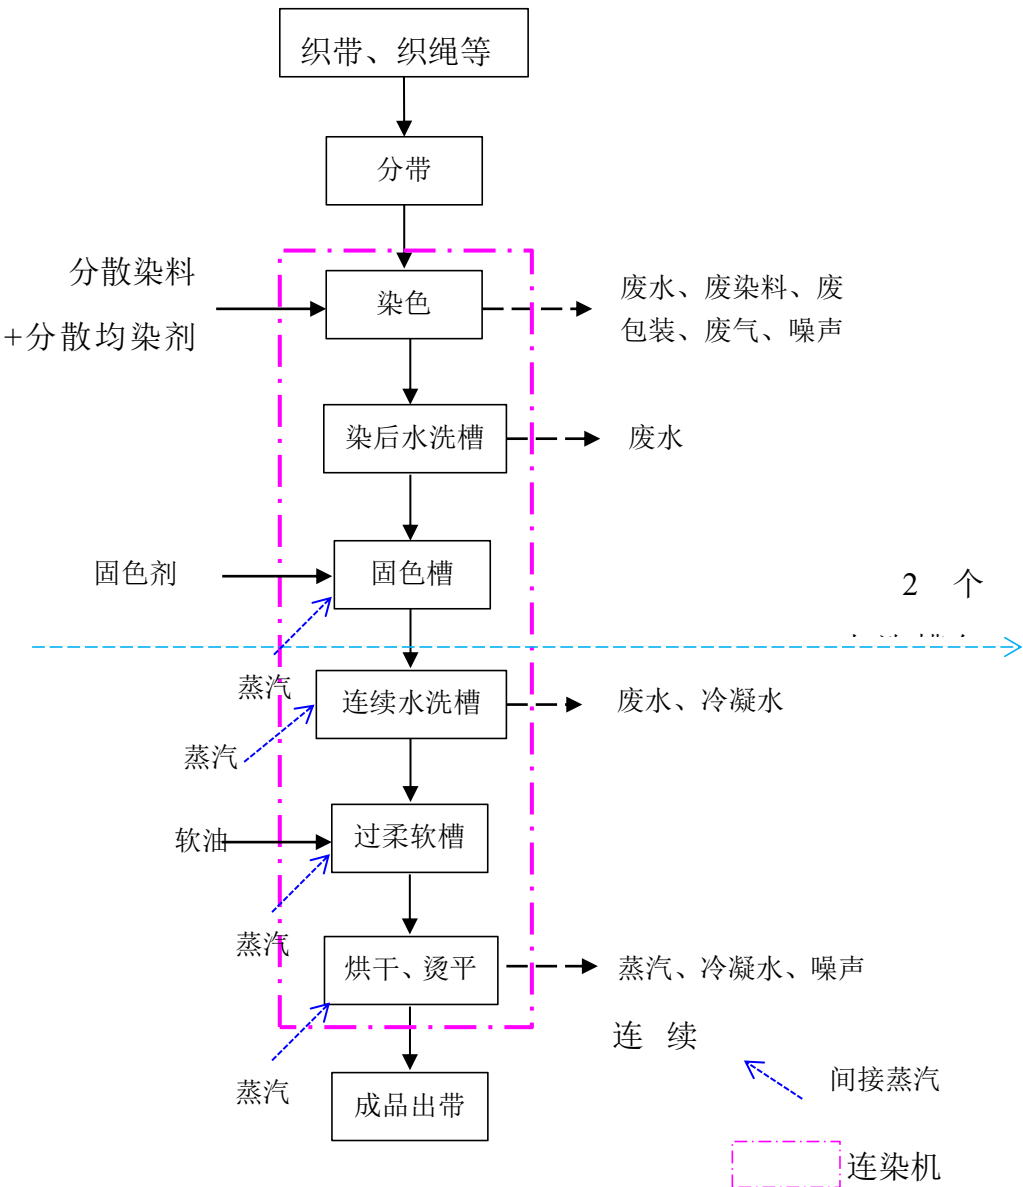 织带、织绳等
分带
分散染料
+分散均染剂
染色
废水、废染料、废
包装、废气、噪声
染后水洗槽
废水
固色剂
固色槽
2 个
蒸汽
连续水洗槽
废水、冷凝水
蒸汽
软油
过柔软槽
蒸汽
烘干、烫平
蒸汽、冷凝水、噪声
连 续
间接蒸汽
蒸汽
成品出带
连染机